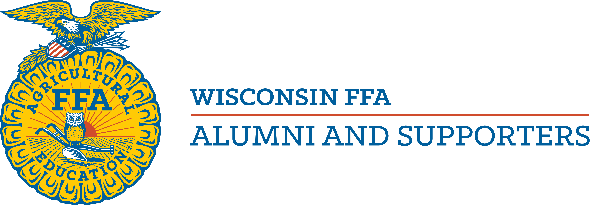 AGRICULTURAL
FFA
EDUCATION
WISCONSIN FFA
ALUMNI AND SUPPORTERS